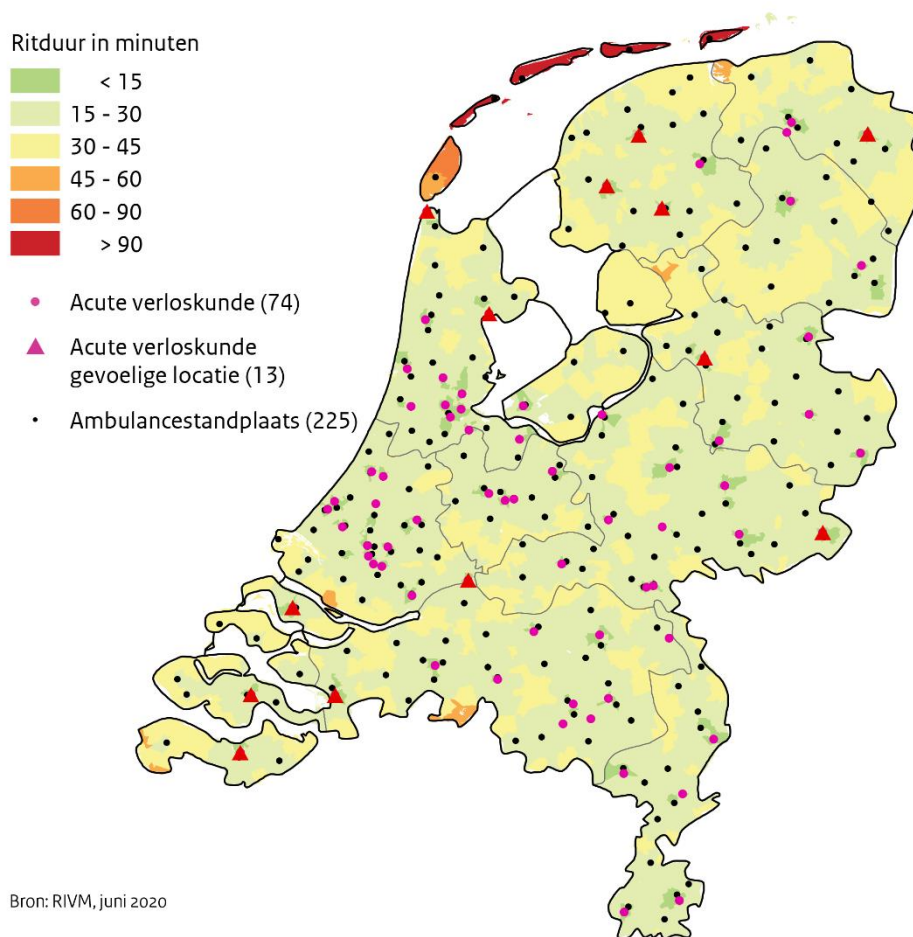 Ritduur in minuten
< 15
15 - 30
30 - 45
45 - 60
60 - 90
> 90
Acute verloskunde (74)
Acute verloskunde
gevoelige locatie (13)
Ambulancestandplaats (225)
Bron: RIVM, juni 2020